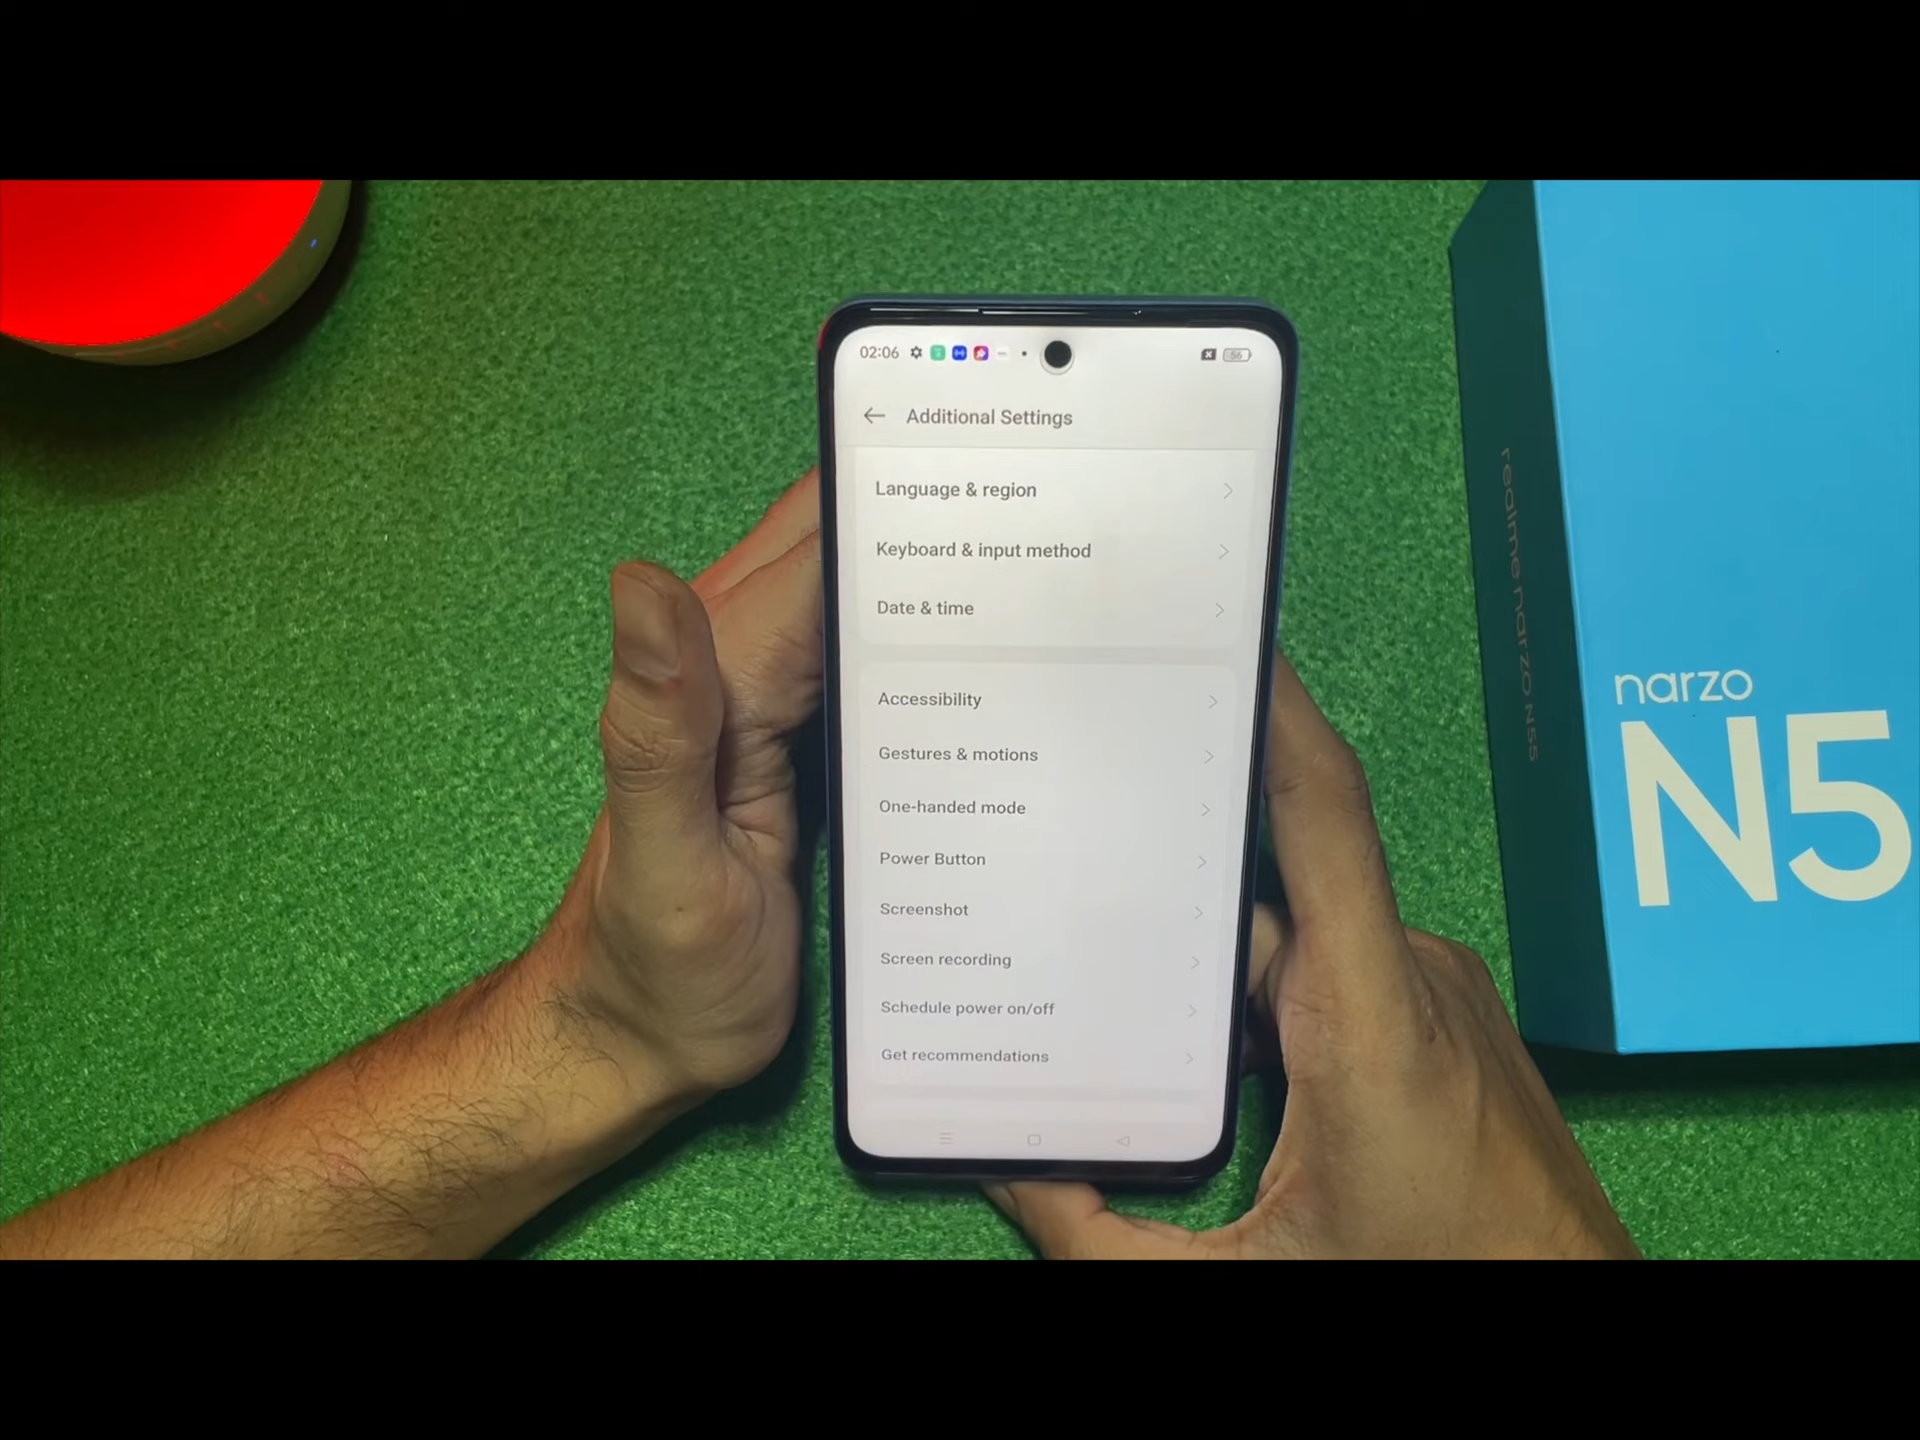 02:06
56
Additional Settings
Language & region
Keyboard & input method
Date & time
Accessibility
Gestures & motions
One-handed mode
Power Button
Screenshot
Screen recording
Schedule power on/off
Get recommendations
realme narzo N55
narzo
N5